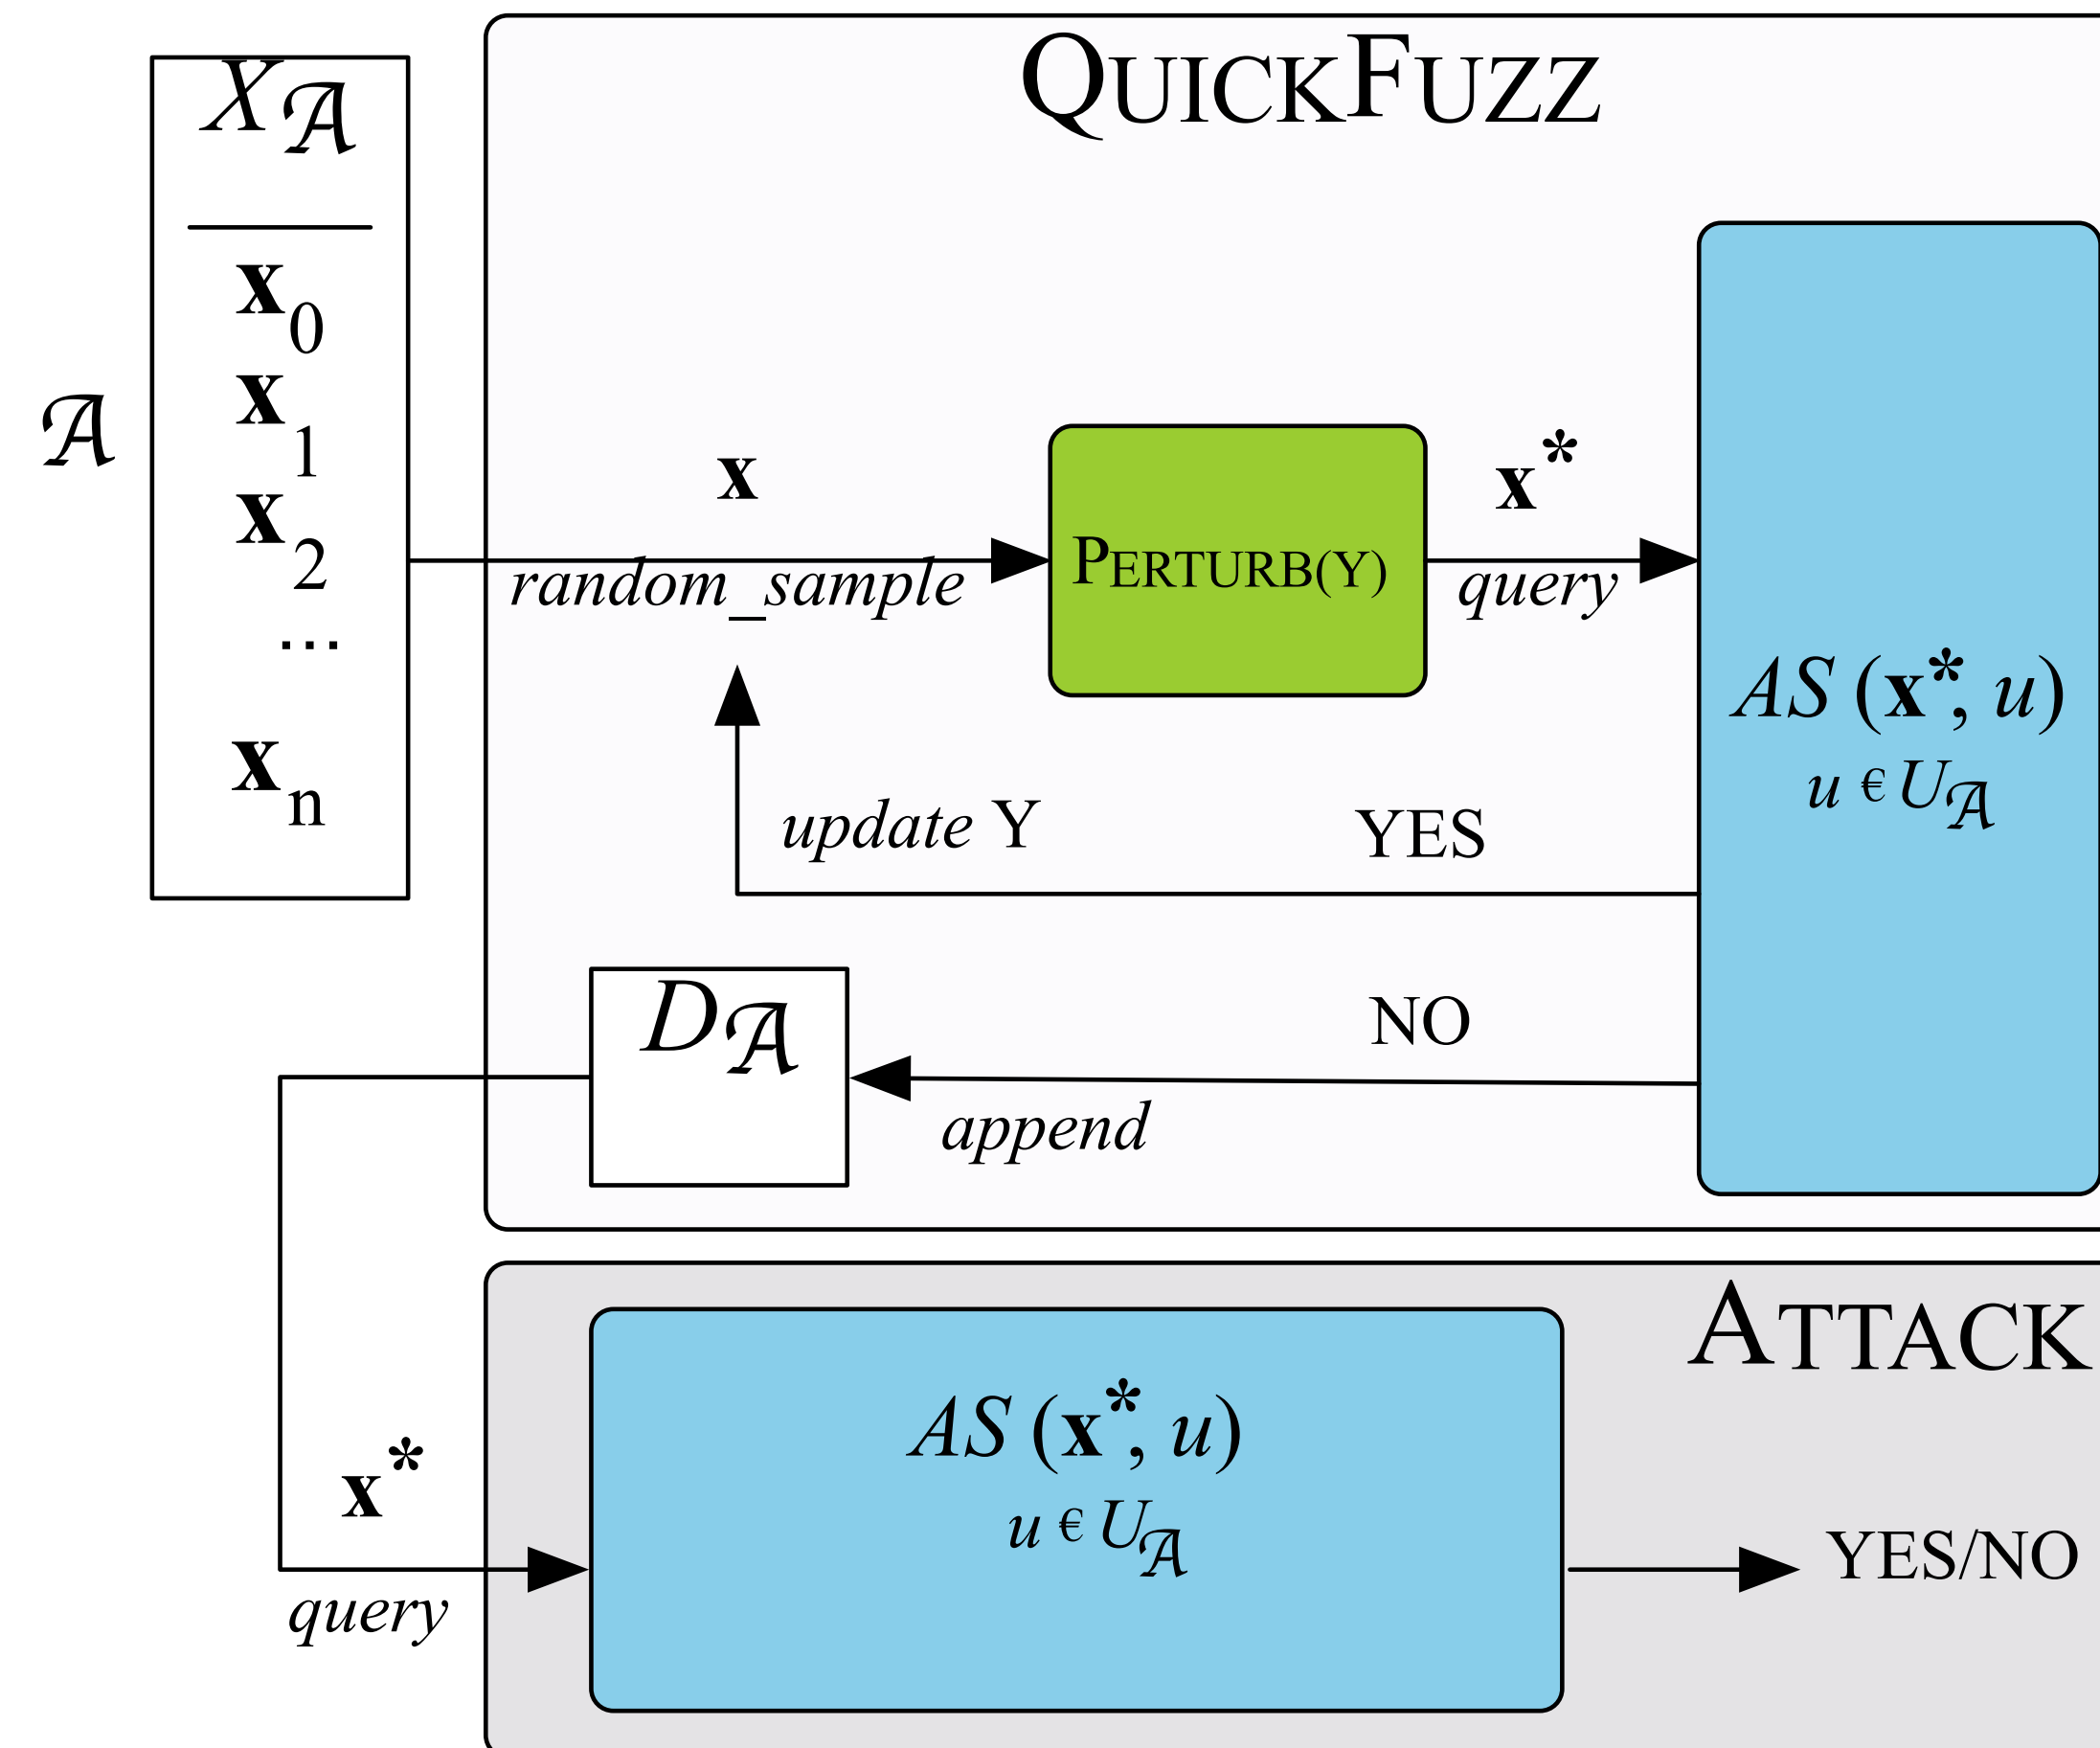 QUICKFUZZ
X𝒜
x0
x1
x2
...
xn
𝒜
x
random_sample
PERTURB(Y)
x*
query
AS (x*, u)
u € U𝒜
update Y
YES
NO
D𝒜
append
ATTACK
AS (x*, u)
u € U𝒜
x*
query
YES/NO